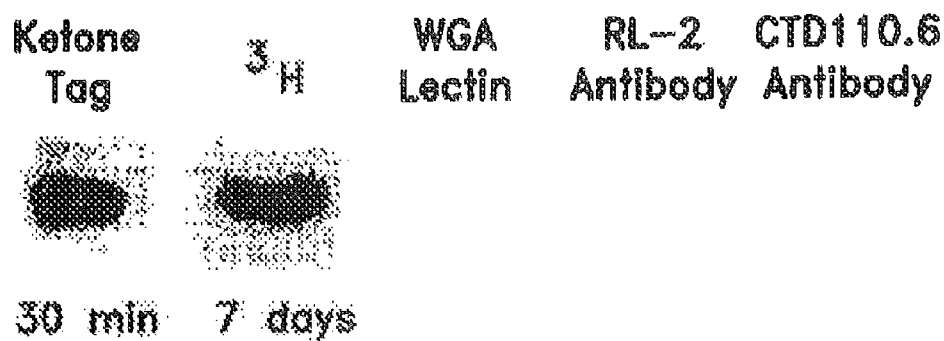 Ketone Tag
3H
WGA Lectin
RL-2 Antibody
CTD110.6 Antibody
30 min
7 days